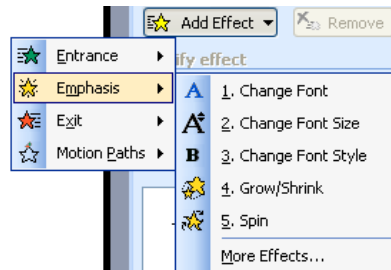 Add Effect Remove
Entrance
ify effect
Emphasis
1. Change Font
Exit
2. Change Font Size
Motion Paths
3. Change Font Style
4. Grow/Shrink
5. Spin
More Effects...